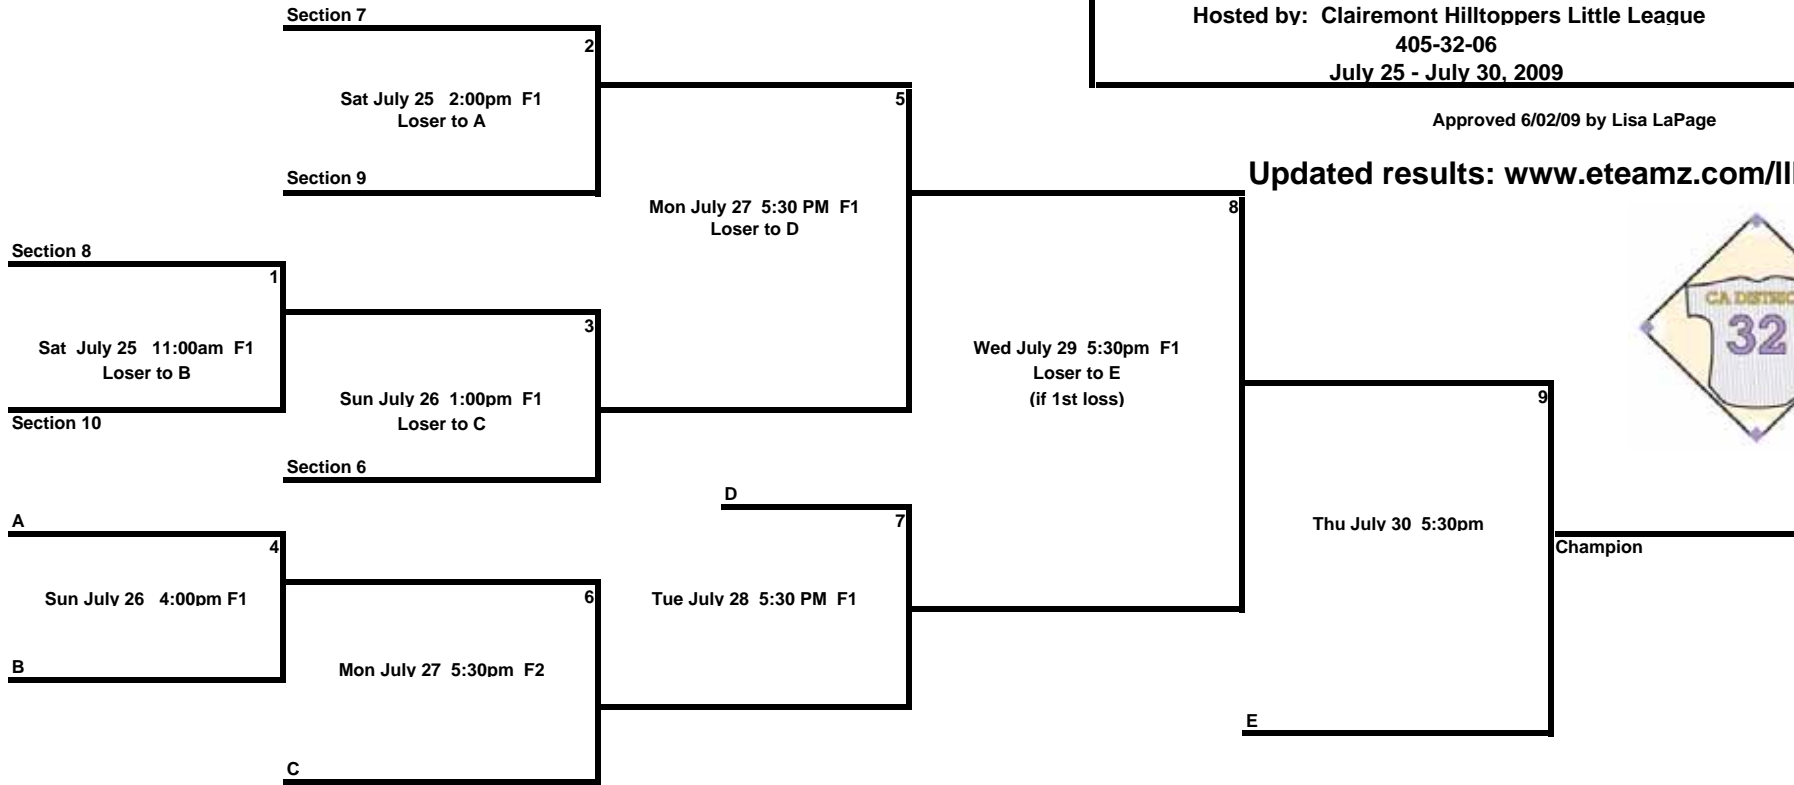 Section 7
Hosted by:  Clairemont Hilltoppers Little League
405-32-06
July 25 - July 30, 2009
2
Sat July 25   2:00pm  F1
Loser to A
5
Approved 6/02/09 by Lisa LaPage
Section 9
Updated results: www.eteamz.com/lll
Mon July 27  5:30 PM  F1
Loser to D
8
Section 8
1
CA DISTRIC
32
3
Sat  July 25   11:00am  F1
Loser to B
Wed July 29  5:30pm  F1
Loser to E
(if 1st loss)
Sun July 26  1:00pm  F1
Loser to C
9
Section 10
Section 6
D
A
7
Thu July 30  5:30pm
4
Champion
Sun July 26   4:00pm F1
6
Tue July 28  5:30 PM  F1
B
Mon July 27  5:30pm  F2
E
C